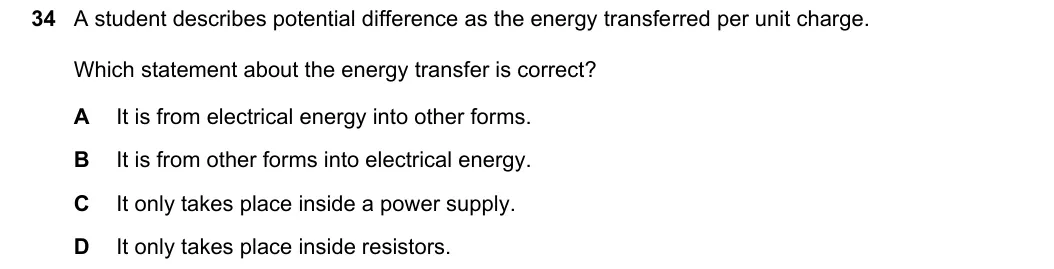 34 A student describes potential difference as the energy transferred per unit charge.
Which statement about the energy transfer is correct?
A It is from electrical energy into other forms.
B It is from other forms into electrical energy.
C It only takes place inside a power supply.
D It only takes place inside resistors.